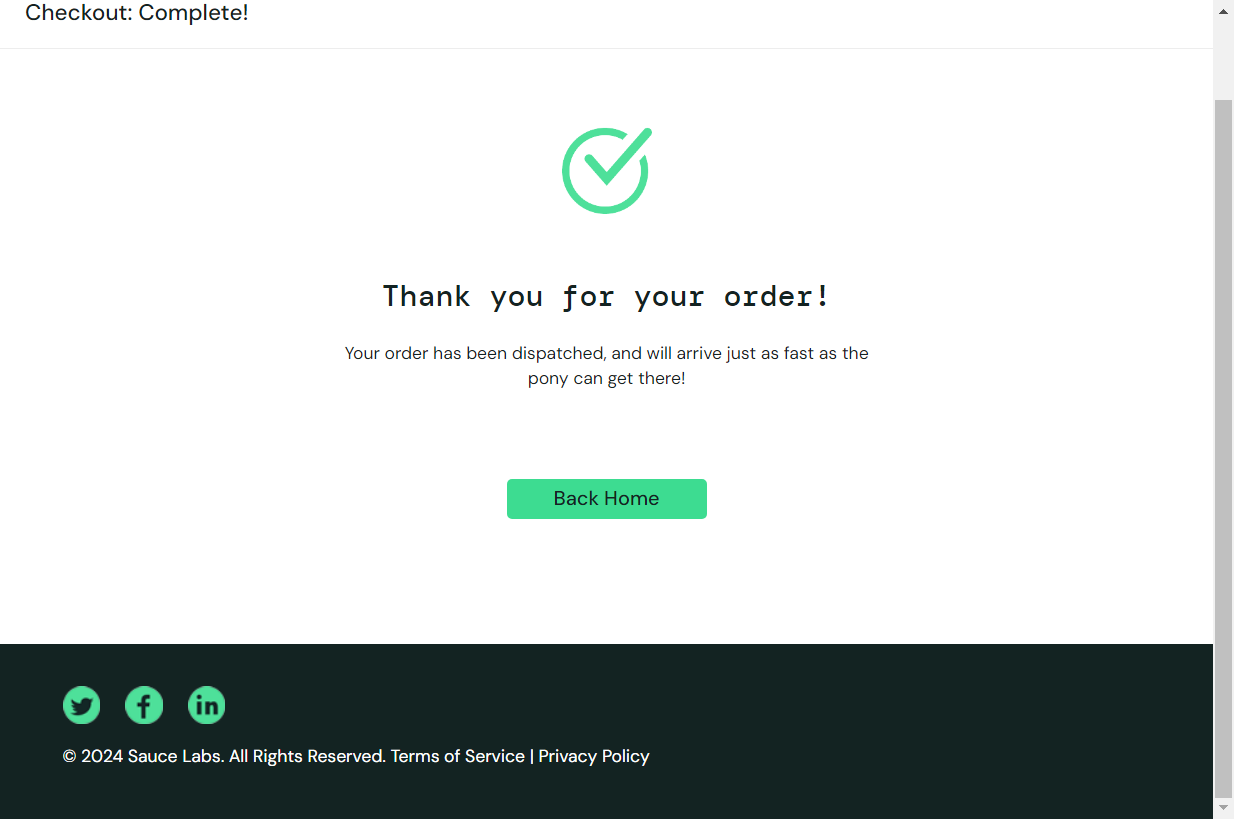 Checkout: Complete!
Thank you for your order!
Your order has been dispatched, and will arrive just as fast as the
pony can get there!
Back Home
© 2024 Sauce Labs. All Rights Reserved. Terms of Service | Privacy Policy